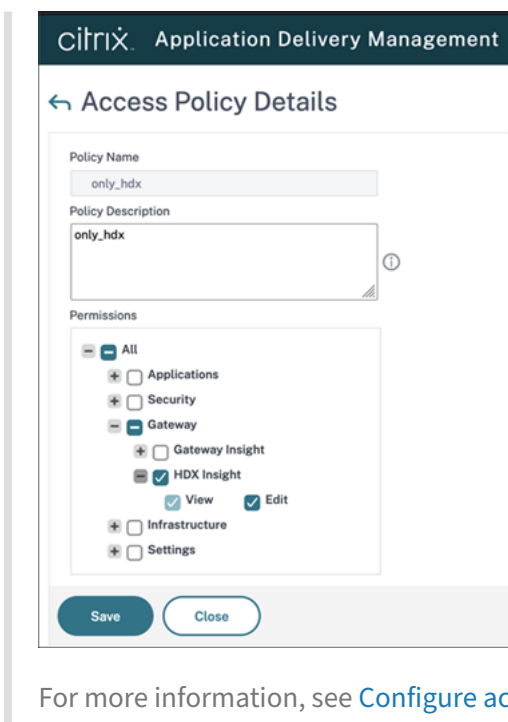 citrix. Application Delivery Management
Access Policy Details
Policy Name
only_hdx
Policy Description
only_hdx
Permissions
All
Applications
Security
Gateway
Gateway Insight
HDX Insight
View Edit
Infrastructure
Settings
Save Close
For more information, see Configure ac